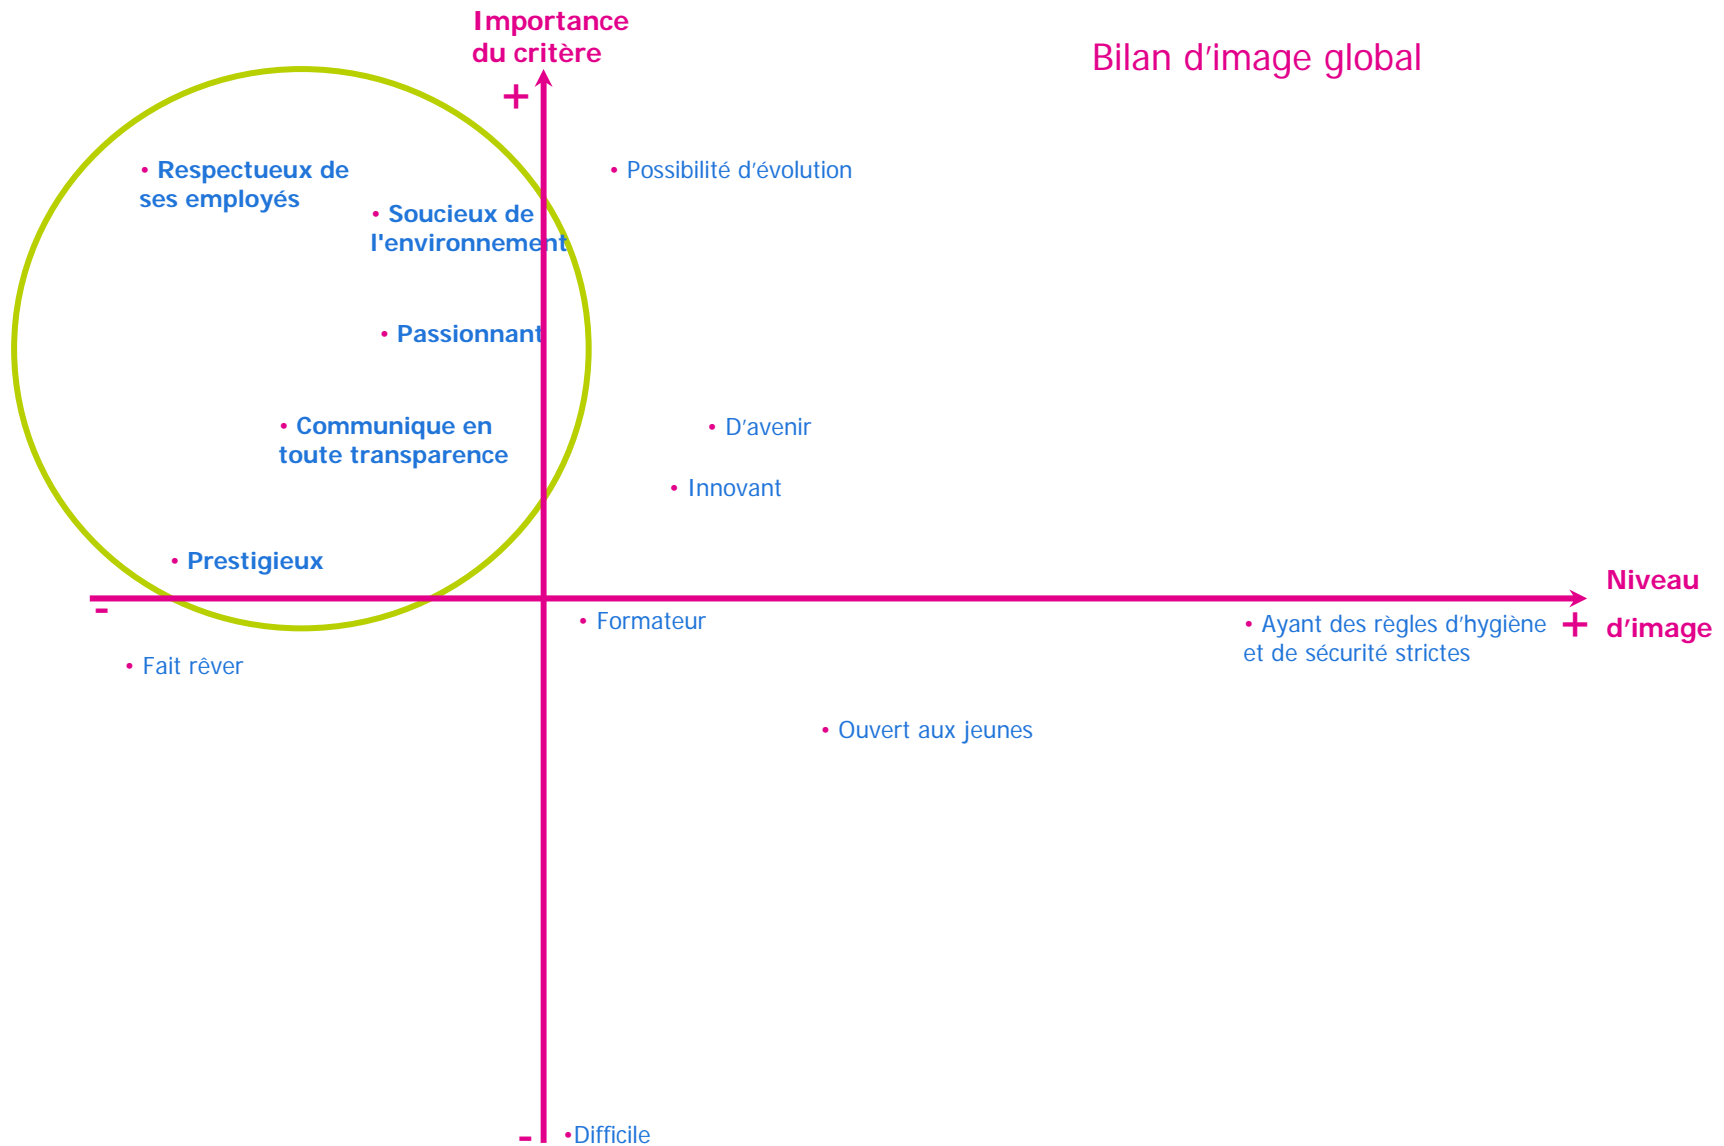 Importance
du critère
Bilan d'image global
+
• Respectueux de
ses employés
• Possibilité d'évolution
• Soucieux de
l'environnement
• Passionnant
• Communique en
toute transparence
• D'avenir
• Innovant
• Prestigieux
-
Niveau
+ d'image
• Formateur
• Ayant des règles d'hygiène
et de sécurité strictes
• Fait rêver
• Ouvert aux jeunes
-
•Difficile